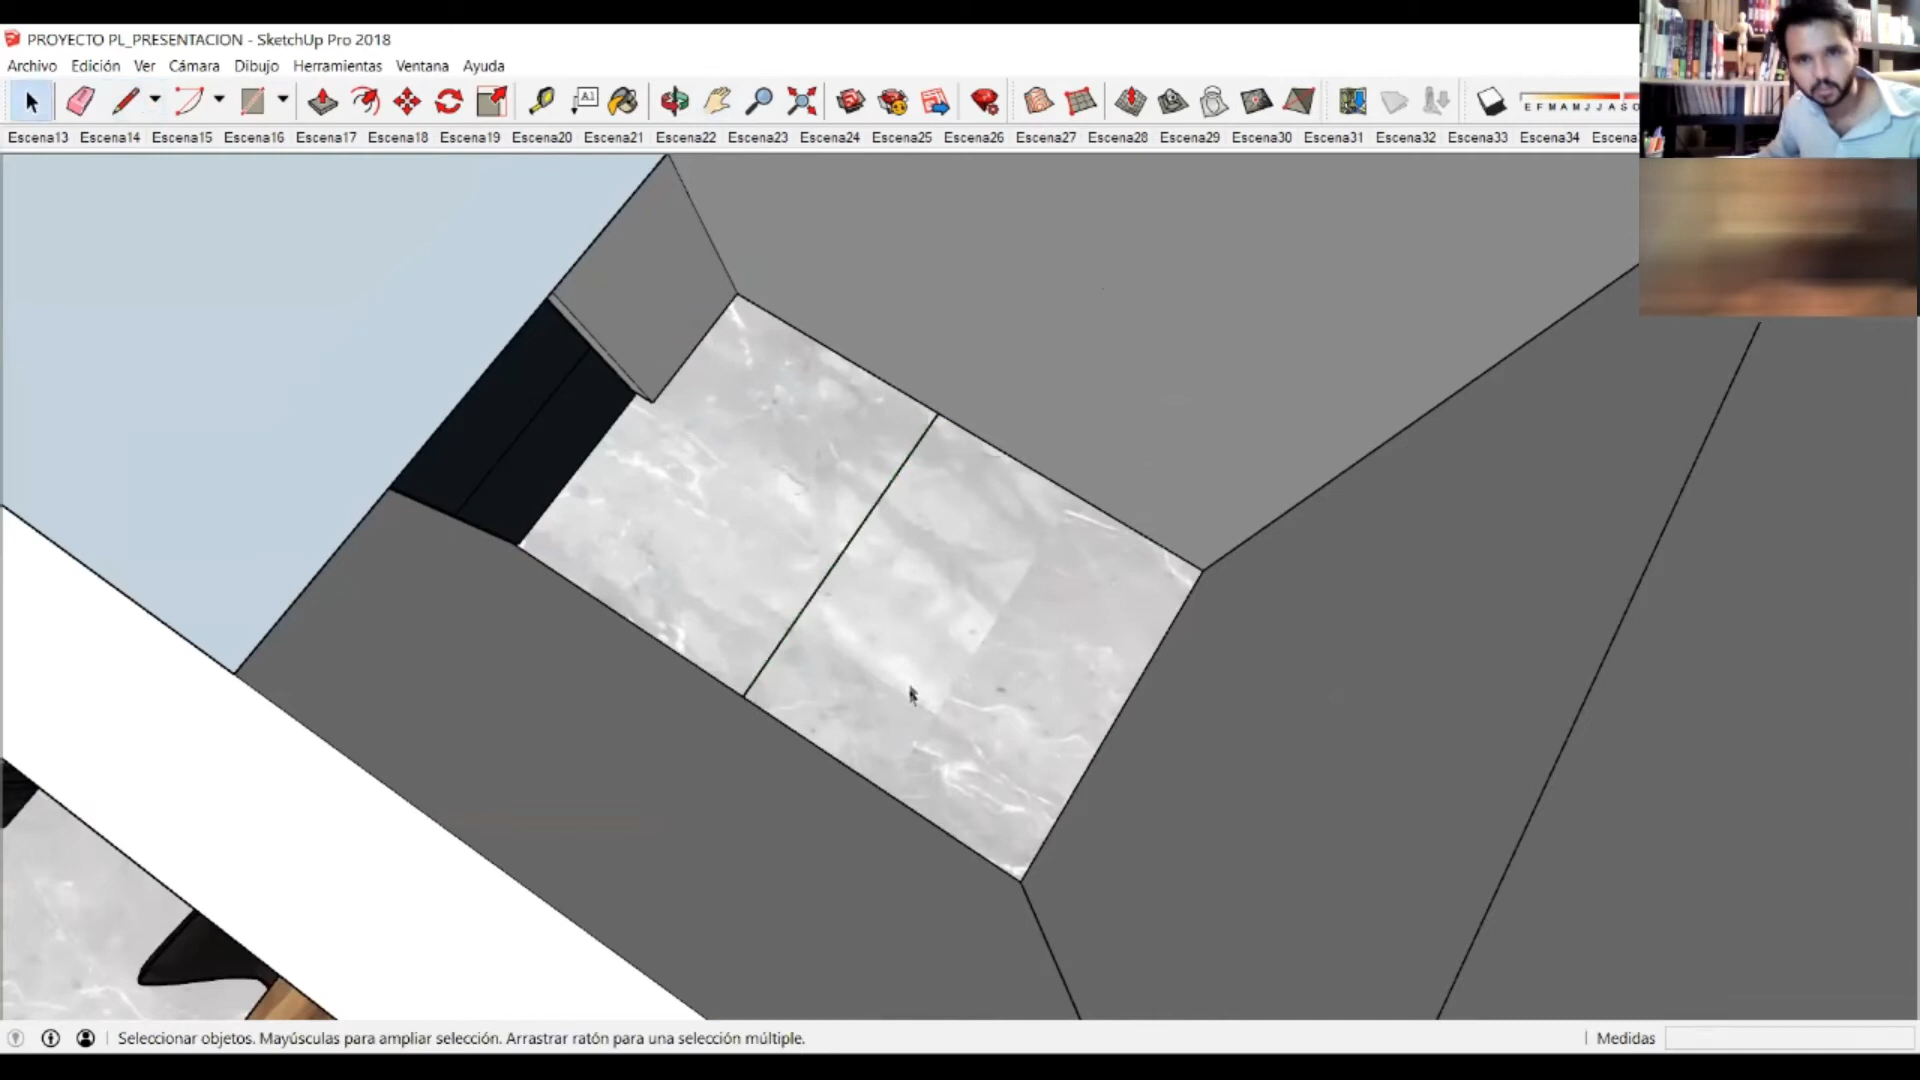 PROYECTO PL_PRESENTACION - SketchUp Pro 2018
Archivo Edición Ver Cámara Dibujo Herramientas Ventana Ayuda
A1
E F M A M J J A S O
Escena13 Escena14 Escena15 Escena16 Escena17 Escena18 Escena19 Escena20 Escena21 Escena22 Escena23 Escena24 Escena25 Escena26 Escena27 Escena28 Escena29 Escena30 Escena31 Escena32 Escena33 Escena34 Escena
Seleccionar objetos. Mayúsculas para ampliar selección. Arrastrar ratón para una selección múltiple.
Medidas